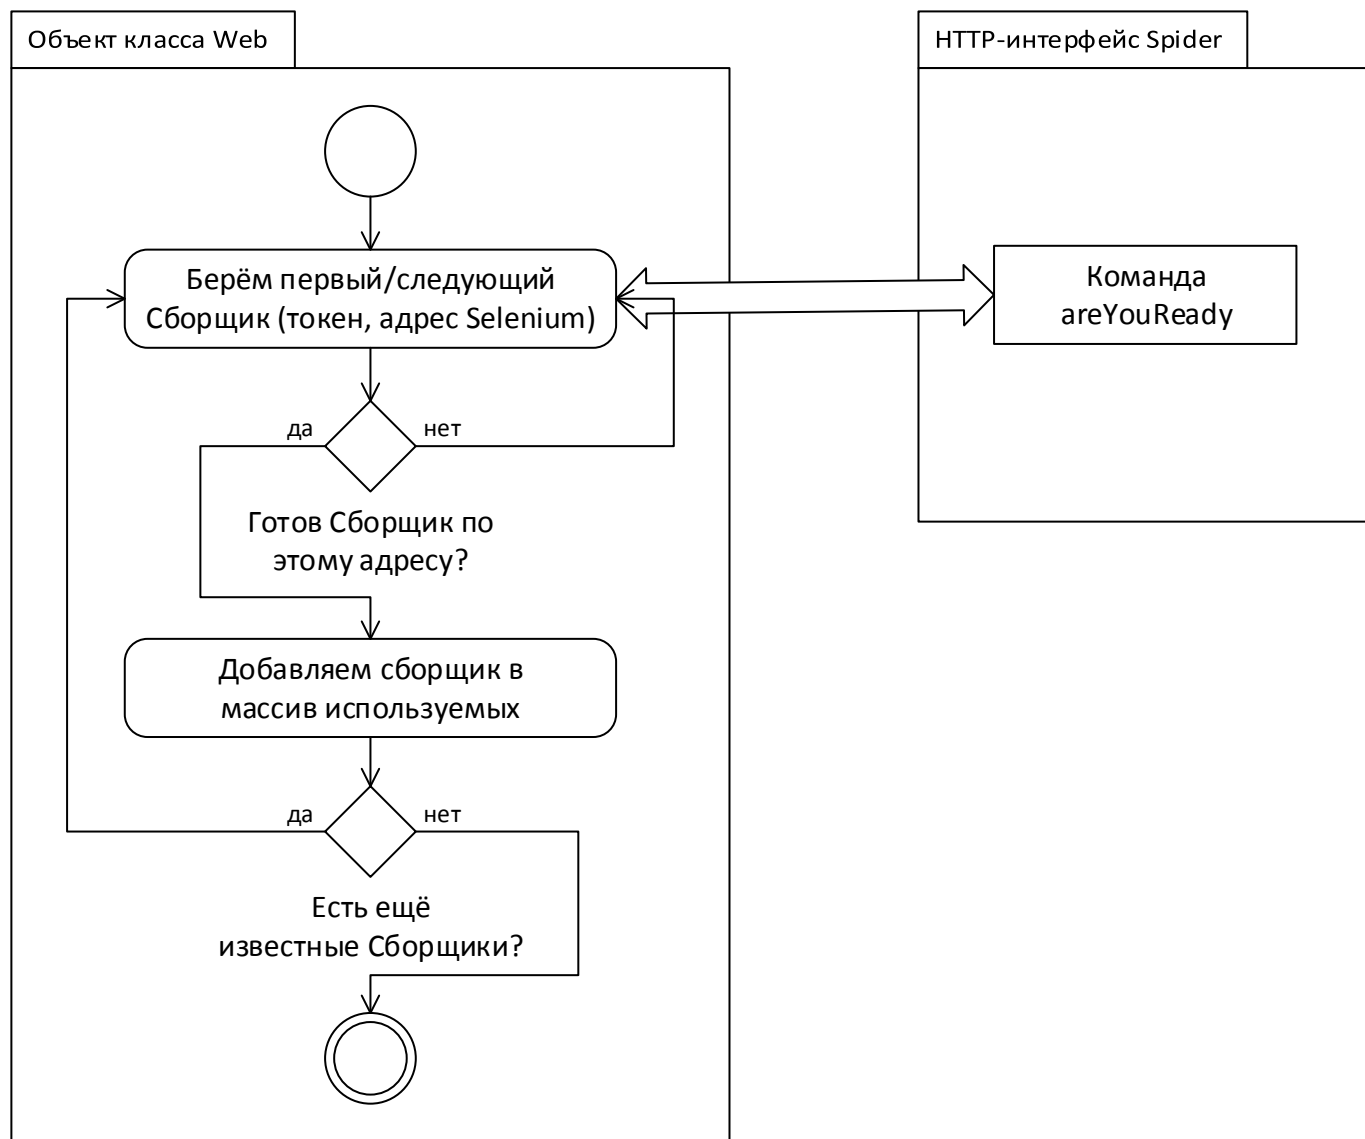 Объект класса Web
HTTP-интерфейс Spider
Берём первый/следующий
Сборщик (токен, адрес Selenium)
Команда
areYouReady
да
нет
Готов Сборщик по
этому адресу?
Добавляем сборщик в
массив используемых
да
нет
Есть ещё
известные Сборщики?